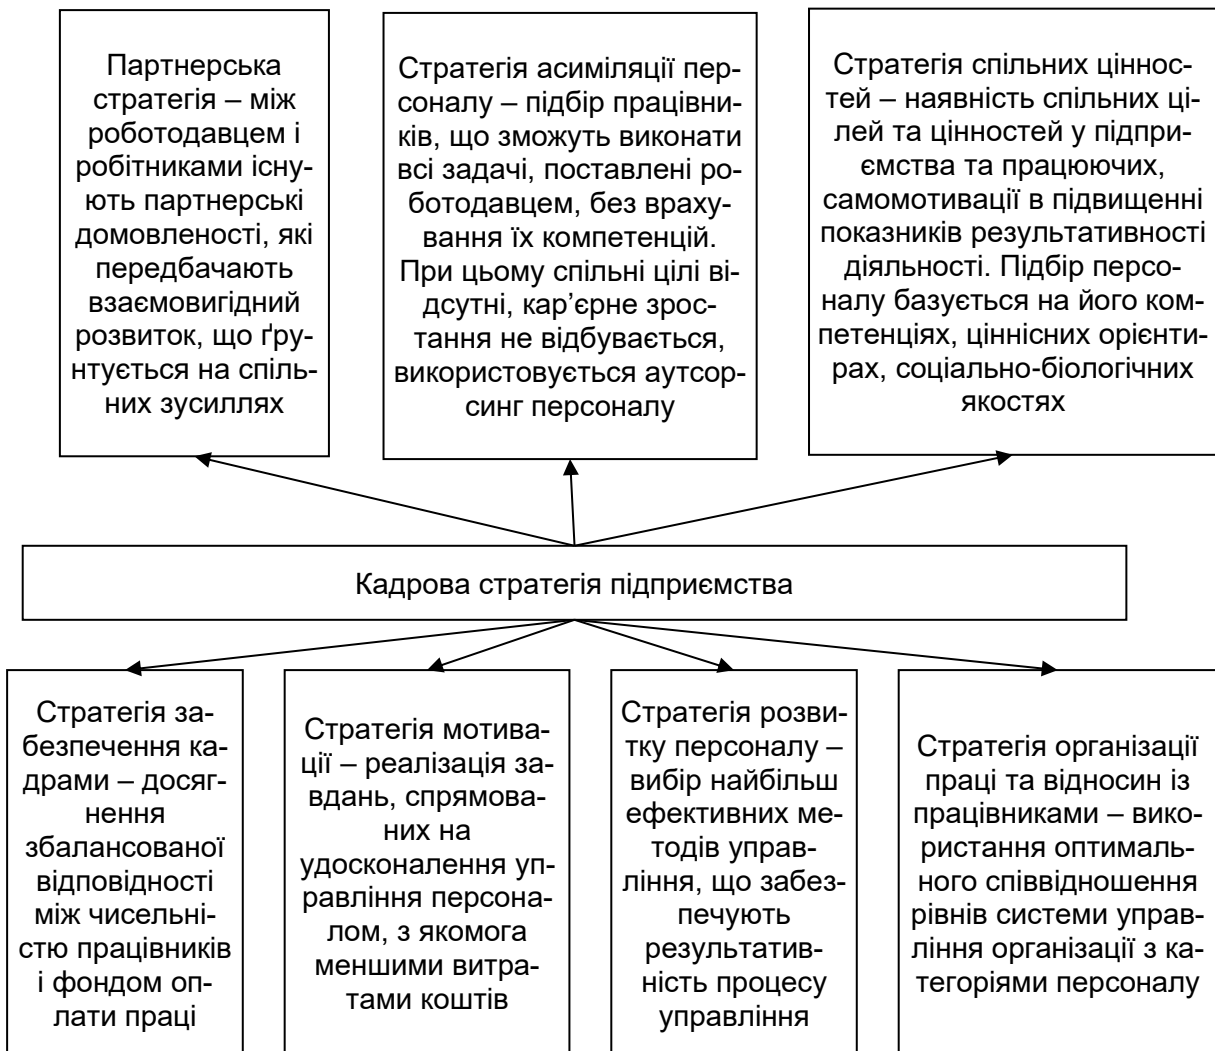 Партнерська
стратегія – між
роботодавцем і
робітниками існу-
ють партнерські
домовленості, які
передбачають
взаємовигідний
розвиток, що ґру-
нтується на спіль-
них зусиллях
Стратегія асиміляції пер-
соналу – підбір працівни-
ків, що зможуть виконати
всі задачі, поставлені ро-
ботодавцем, без враху-
вання їх компетенцій.
При цьому спільні цілі ві-
дсутні, кар’єрне зрос-
тання не відбувається,
використовується аутсор-
синг персоналу
Стратегія спільних ціннос-
тей – наявність спільних ці-
лей та цінностей у підпри-
ємства та працюючих,
самомотивації в підвищенні
показників результативності
діяльності. Підбір персо-
налу базується на його ком-
петенціях, ціннісних орієнти-
рах, соціально-біологічних
якостях
Кадрова стратегія підприємства
Стратегія за-
безпечення ка-
драми – досяг-
нення
збалансованої
відповідності
між чисельні-
стю працівників
і фондом оп-
лати праці
Стратегія мотива-
ції – реалізація за-
вдань, спрямова-
них на
удосконалення уп-
равління персона-
лом, з якомога
меншими витра-
тами коштів
Стратегія розви-
тку персоналу –
вибір найбільш
ефективних ме-
тодів управ-
ління, що забез-
печують
результатив-
ність процесу
управління
Стратегія організації
праці та відносин із
працівниками – вико-
ристання оптималь-
ного співвідношення
рівнів системи управ-
ління організації з ка-
тегоріями персоналу